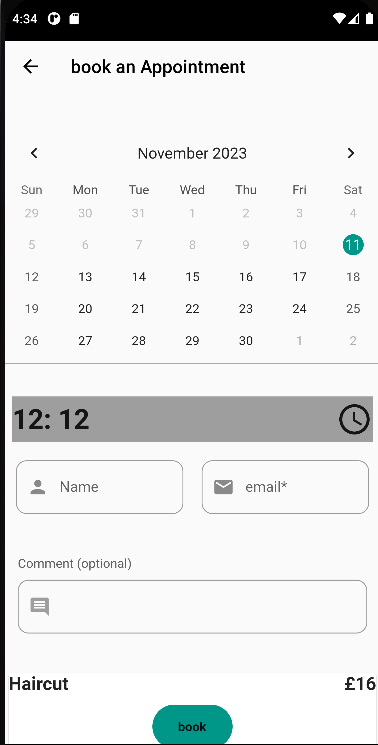 4:34
book an Appointment
November 2023
Sun Mon Tue Wed Thu Fri Sat
29 30 31 1 2 3 4
5 6 7 8 9 10 11
12 13 14 15 16 17 18
19 20 21 22 23 24 25
26 27 28 29 30 1 2
12: 12
Name email*
Comment (optional)
Haircut £16
book